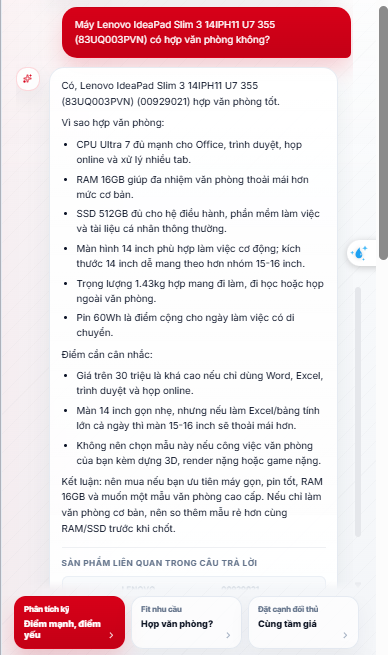 Máy Lenovo IdeaPad Slim 3 14IPH11 U7 355
(83UQ003PVN) có hợp văn phòng không?
Có, Lenovo IdeaPad Slim 3 14IPH11 U7 355
(83UQ003PVN) (00929021) hợp văn phòng tốt.
Vì sao hợp văn phòng:
• CPU Ultra 7 đủ mạnh cho Office, trình duyệt, họp
online và xử lý nhiều tab.
• RAM 16GB giúp đa nhiệm văn phòng thoải mái hơn
mức cơ bản.
• SSD 512GB đủ cho hệ điều hành, phần mềm làm việc
và tài liệu cá nhân thông thường.
• Màn hình 14 inch phù hợp làm việc cơ động; kích
thước 14 inch dễ mang theo hơn nhóm 15-16 inch.
• Trọng lượng 1.43kg hợp mang đi làm, đi học hoặc họp
ngoài văn phòng.
• Pin 60Wh là điểm cộng cho ngày làm việc có di
chuyển.
Điểm cần cân nhắc:
• Giá trên 30 triệu là khá cao nếu chỉ dùng Word, Excel,
trình duyệt và họp online.
• Màn 14 inch gọn nhẹ, nhưng nếu làm Excel/bảng tính
lớn cả ngày thì màn 15-16 inch sẽ thoải mái hơn.
• Không nên chọn mẫu này nếu công việc văn phòng
của bạn kèm dựng 3D, render nặng hoặc game nặng.
Kết luận: nên mua nếu bạn ưu tiên máy gọn, pin tốt, RAM
16GB và muốn một mẫu văn phòng cao cấp. Nếu chỉ làm
văn phòng cơ bản, nên so thêm mẫu rẻ hơn cùng
RAM/SSD trước khi chốt.
SẢN PHẨM LIÊN QUAN TRONG CÂU TRẢ LỜI
Phân tích kỹ
Điểm mạnh, điểm
yếu
Fit nhu cầu
Hợp văn phòng?
Đặt cạnh đối thủ
Cùng tầm giá